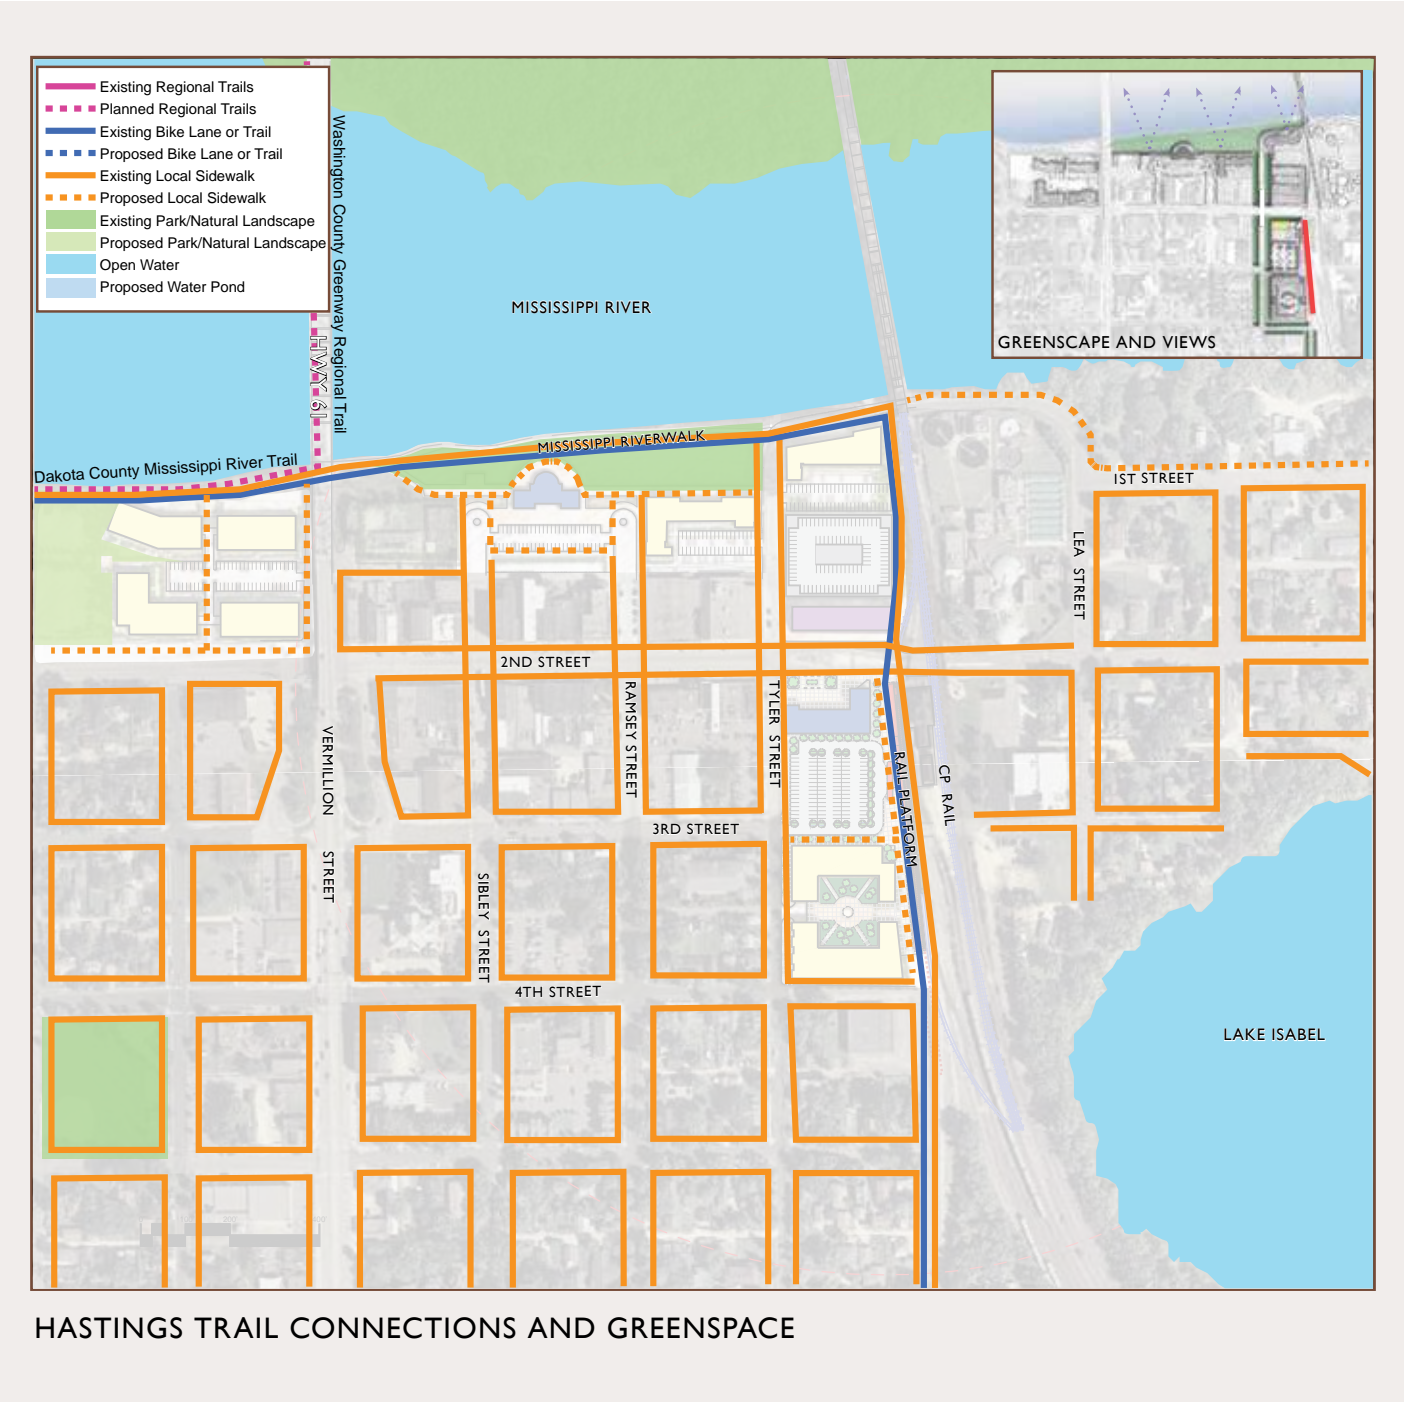 Existing Regional Trails
Planned Regional Trails
Existing Bike Lane or Trail
Proposed Bike Lane or Trail
Existing Local Sidewalk
Proposed Local Sidewalk
Existing Park/Natural Landscape
Proposed Park/Natural Landscape
Open Water
Proposed Water Pond
Washington County Greenway Regional Trail
HWY 61
MISSISSIPPI RIVER
GREENSCAPE AND VIEWS
Dakota County Mississippi River Trail
MISSISSIPPI RIVERWALK
1ST STREET
LEA STREET
2ND STREET
RAMSEY STREET
TYLER STREET
VERMILLION STREET
RAIL PLATFORM
CP RAIL
3RD STREET
SIBLEY STREET
4TH STREET
LAKE ISABEL
HASTINGS TRAIL CONNECTIONS AND GREENSPACE